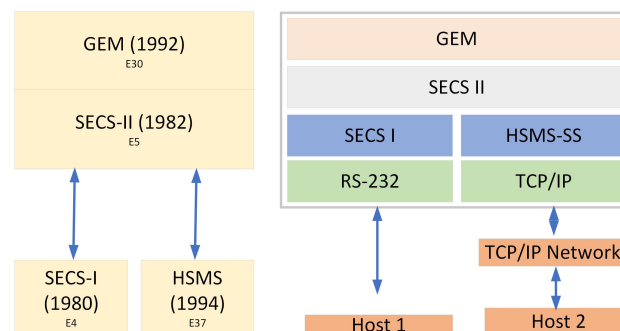 GEM (1992)
E30
SECS-II (1982)
E5
SECS-I
(1980)
E4
HSMS
(1994)
E37
GEM
SECS II
SECS I
HSMS-SS
RS-232
TCP/IP
TCP/IP Network
Host 1
Host 2